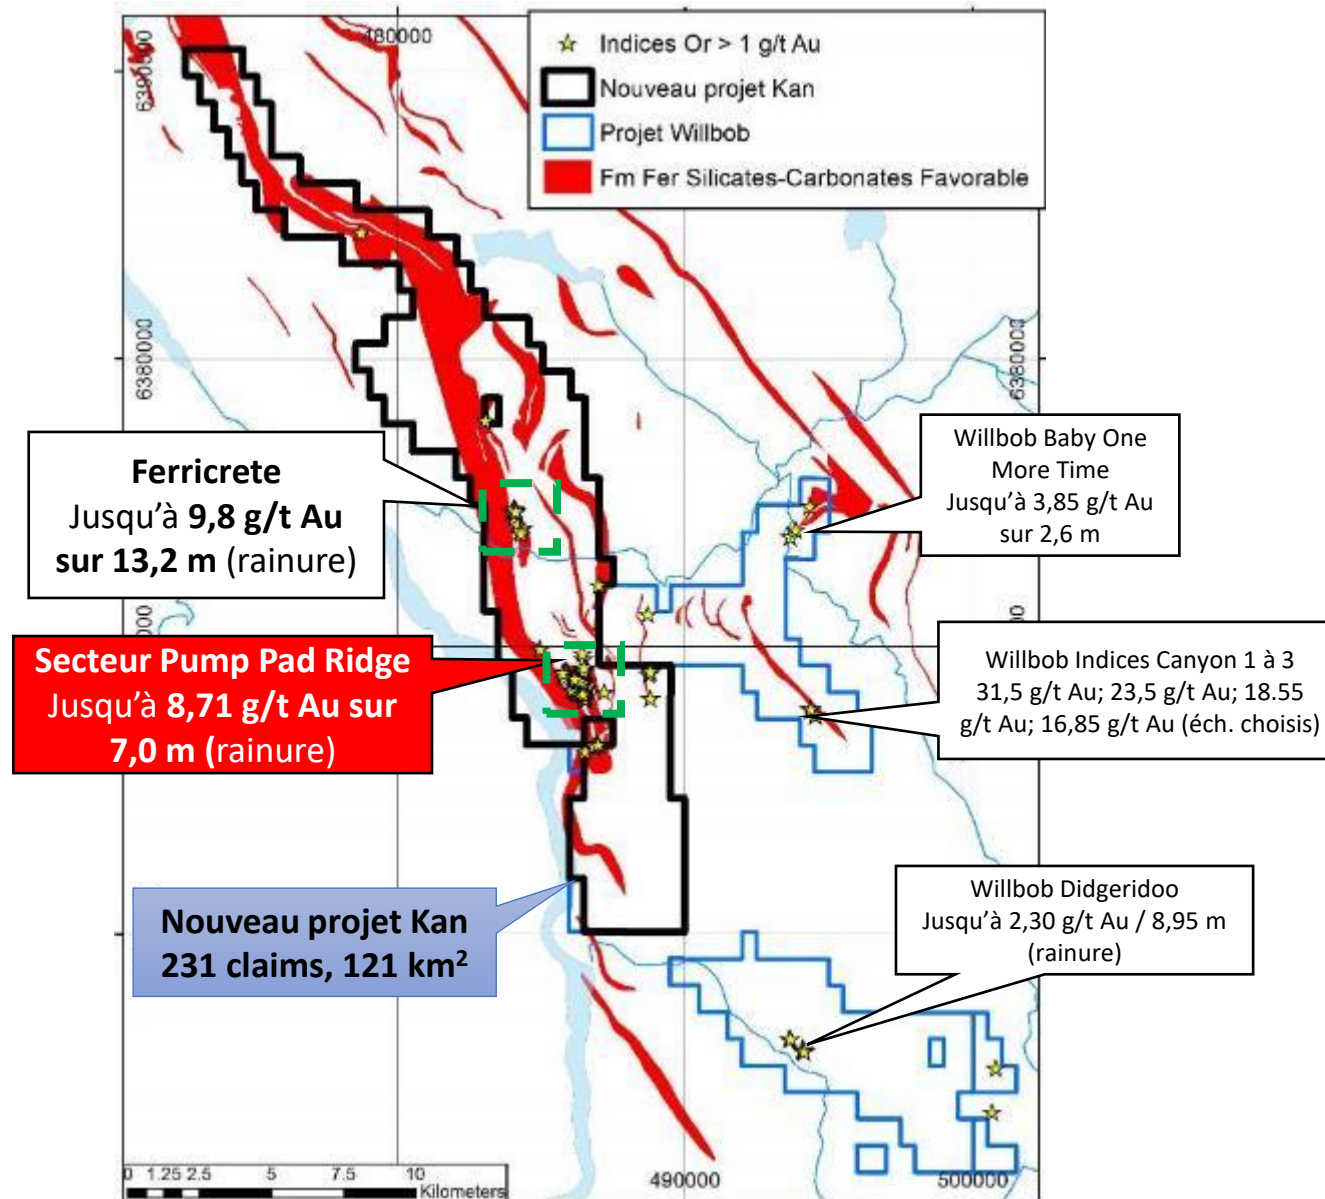 480000
6390000
Indices Or > 1 g/t Au
Nouveau projet Kan
Projet Willbob
Fm Fer Silicates-Carbonates Favorable
6380000
6380000
Ferricrete
Jusqu'à 9,8 g/t Au
sur 13,2 m (rainure)
Willbob Baby One
More Time
Jusqu'à 3,85 g/t Au
sur 2,6 m
Secteur Pump Pad Ridge
Jusqu'à 8,71 g/t Au sur
7,0 m (rainure)
Willbob Indices Canyon 1 à 3
31,5 g/t Au; 23,5 g/t Au; 18.55
g/t Au; 16,85 g/t Au (éch. choisis)
Nouveau projet Kan
231 claims, 121 km²
Willbob Didgeridoo
Jusqu'à 2,30 g/t Au / 8,95 m
(rainure)
0 1.25 2.5 5 7.5 10
Kilometers
490000
500000